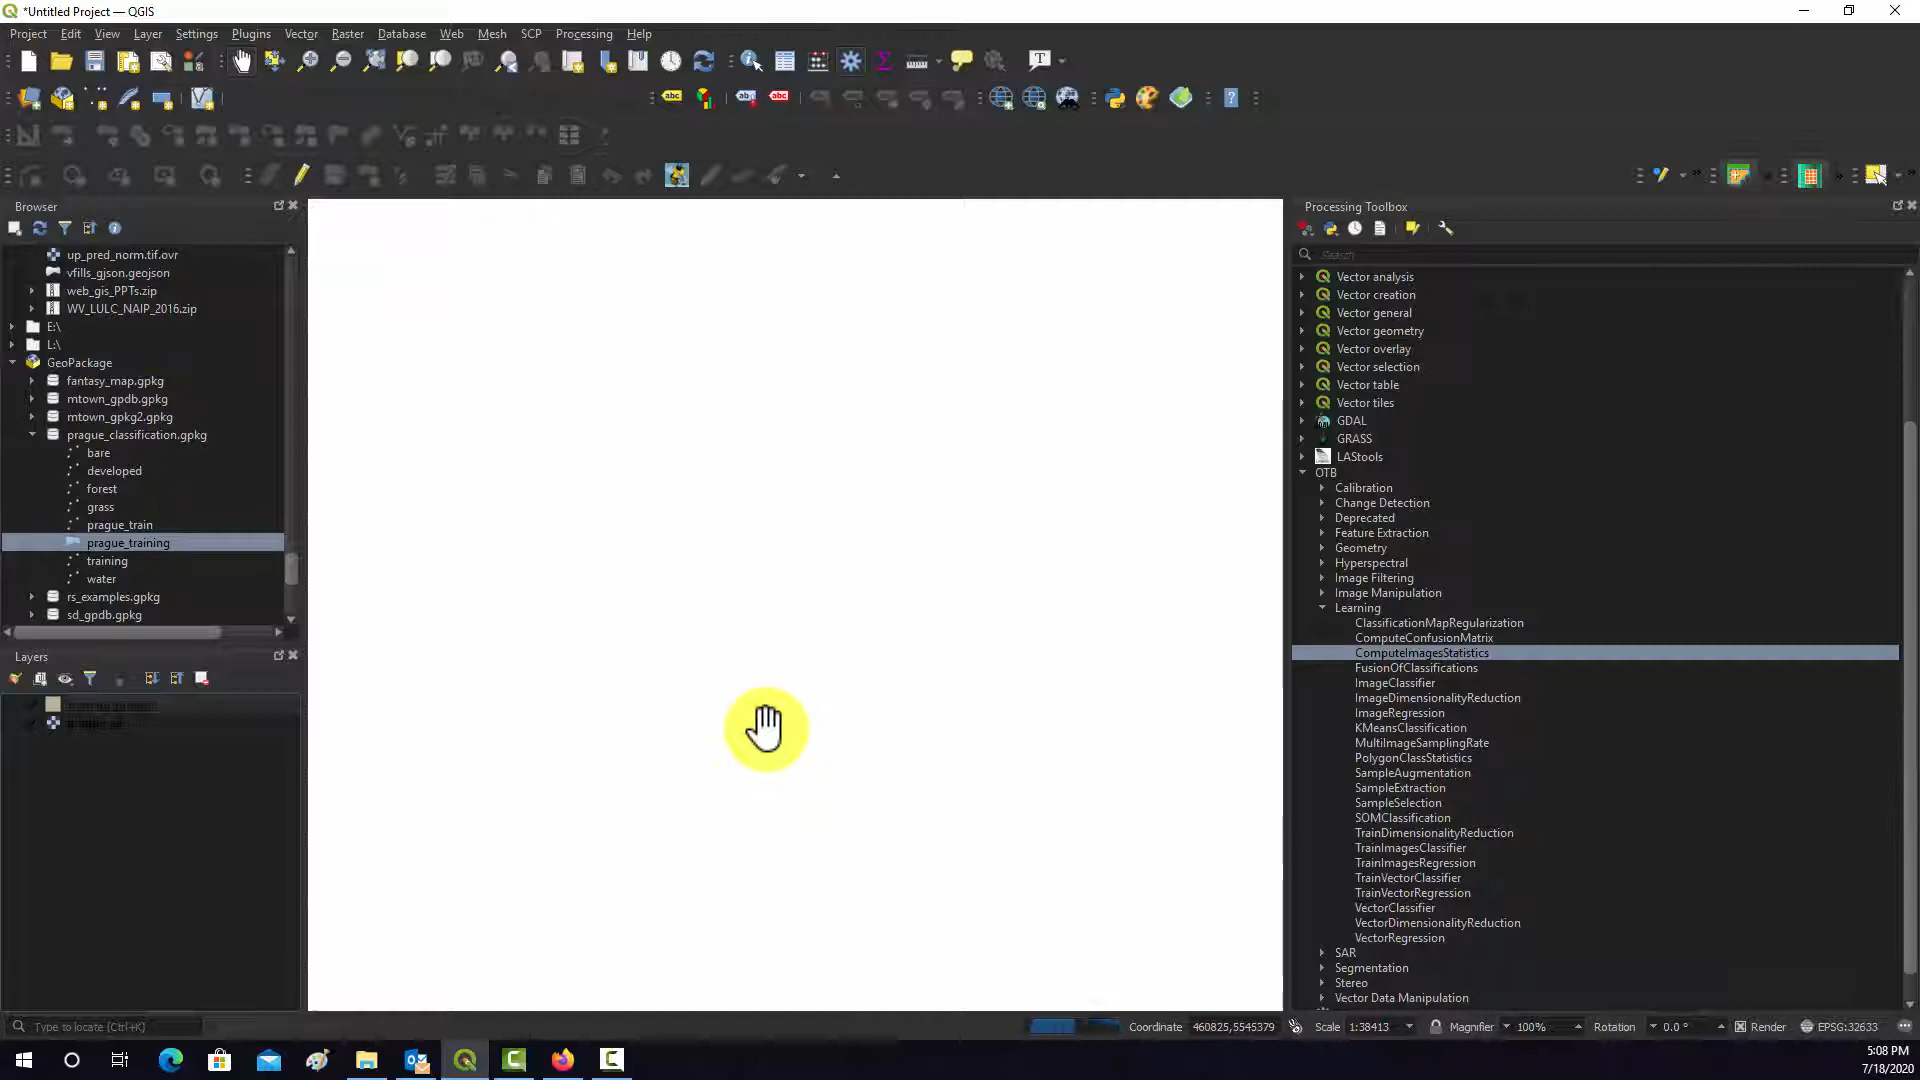 *Untitled Project — QGIS
Project Edit View Layer Settings Plugins Vector Raster Database Web Mesh SCP Processing Help
Browser
up_pred_norm.tif.ovr
vfills_gjson.geojson
web_gis_PPTs.zip
WV_LULC_NAIP_2016.zip
E:\
L:\
GeoPackage
fantasy_map.gpkg
mtown_gpdb.gpkg
mtown_gpkg2.gpkg
prague_classification.gpkg
bare
developed
forest
grass
prague_train
prague_training
training
water
rs_examples.gpkg
sd_gpdb.gpkg
Layers
Processing Toolbox
Search
Vector analysis
Vector creation
Vector general
Vector geometry
Vector overlay
Vector selection
Vector table
Vector tiles
GDAL
GRASS
LAStools
OTB
Calibration
Change Detection
Deprecated
Feature Extraction
Geometry
Hyperspectral
Image Filtering
Image Manipulation
Learning
ClassificationMapRegularization
ComputeConfusionMatrix
ComputeImagesStatistics
FusionOfClassifications
ImageClassifier
ImageDimensionalityReduction
ImageRegression
KMeansClassification
MultiImageSamplingRate
PolygonClassStatistics
SampleAugmentation
SampleExtraction
SampleSelection
SOMClassification
TrainDimensionalityReduction
TrainImagesClassifier
TrainImagesRegression
TrainVectorClassifier
TrainVectorRegression
VectorClassifier
VectorDimensionalityReduction
VectorRegression
SAR
Segmentation
Stereo
Vector Data Manipulation
Type to locate (Ctrl+K)
Coordinate 460825,5545379 Scale 1:38413 Magnifier 100% Rotation 0.0 ° Render EPSG:32633
5:08 PM
7/18/2020